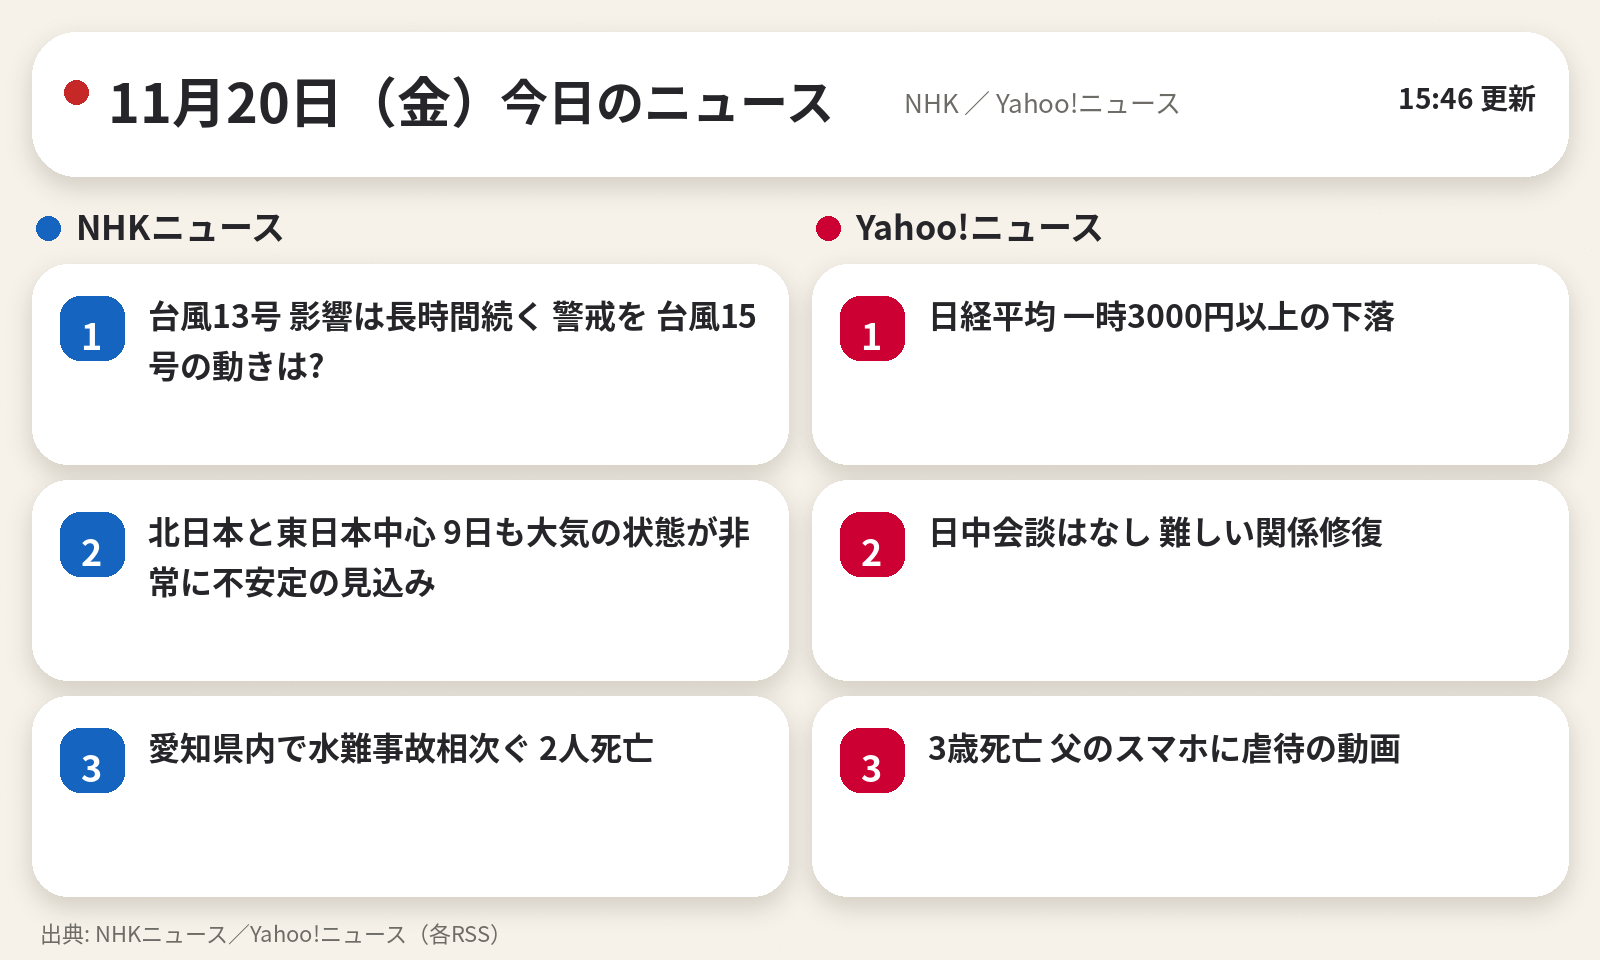 11月20日（金）今日のニュース
NHK ／ Yahoo!ニュース
15:46 更新
NHKニュース
1
台風13号 影響は長時間続く 警戒を 台風15
号の動きは?
2
北日本と東日本中心 9日も大気の状態が非
常に不安定の見込み
3
愛知県内で水難事故相次ぐ 2人死亡
Yahoo!ニュース
1
日経平均 一時3000円以上の下落
2
日中会談はなし 難しい関係修復
3
3歳死亡 父のスマホに虐待の動画
出典: NHKニュース／Yahoo!ニュース（各RSS）